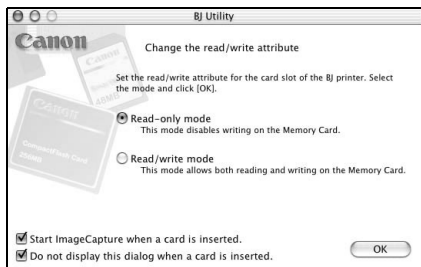 BJ Utility
Canon
Change the read/write attribute
Set the read/write attribute for the card slot of the BJ printer. Select
the mode and click [OK].
Read-only mode
This mode disables writing on the Memory Card.
Read/write mode
This mode allows both reading and writing on the Memory Card.
Start ImageCapture when a card is inserted.
Do not display this dialog when a card is inserted.
OK
Canon
CompactFlash Card